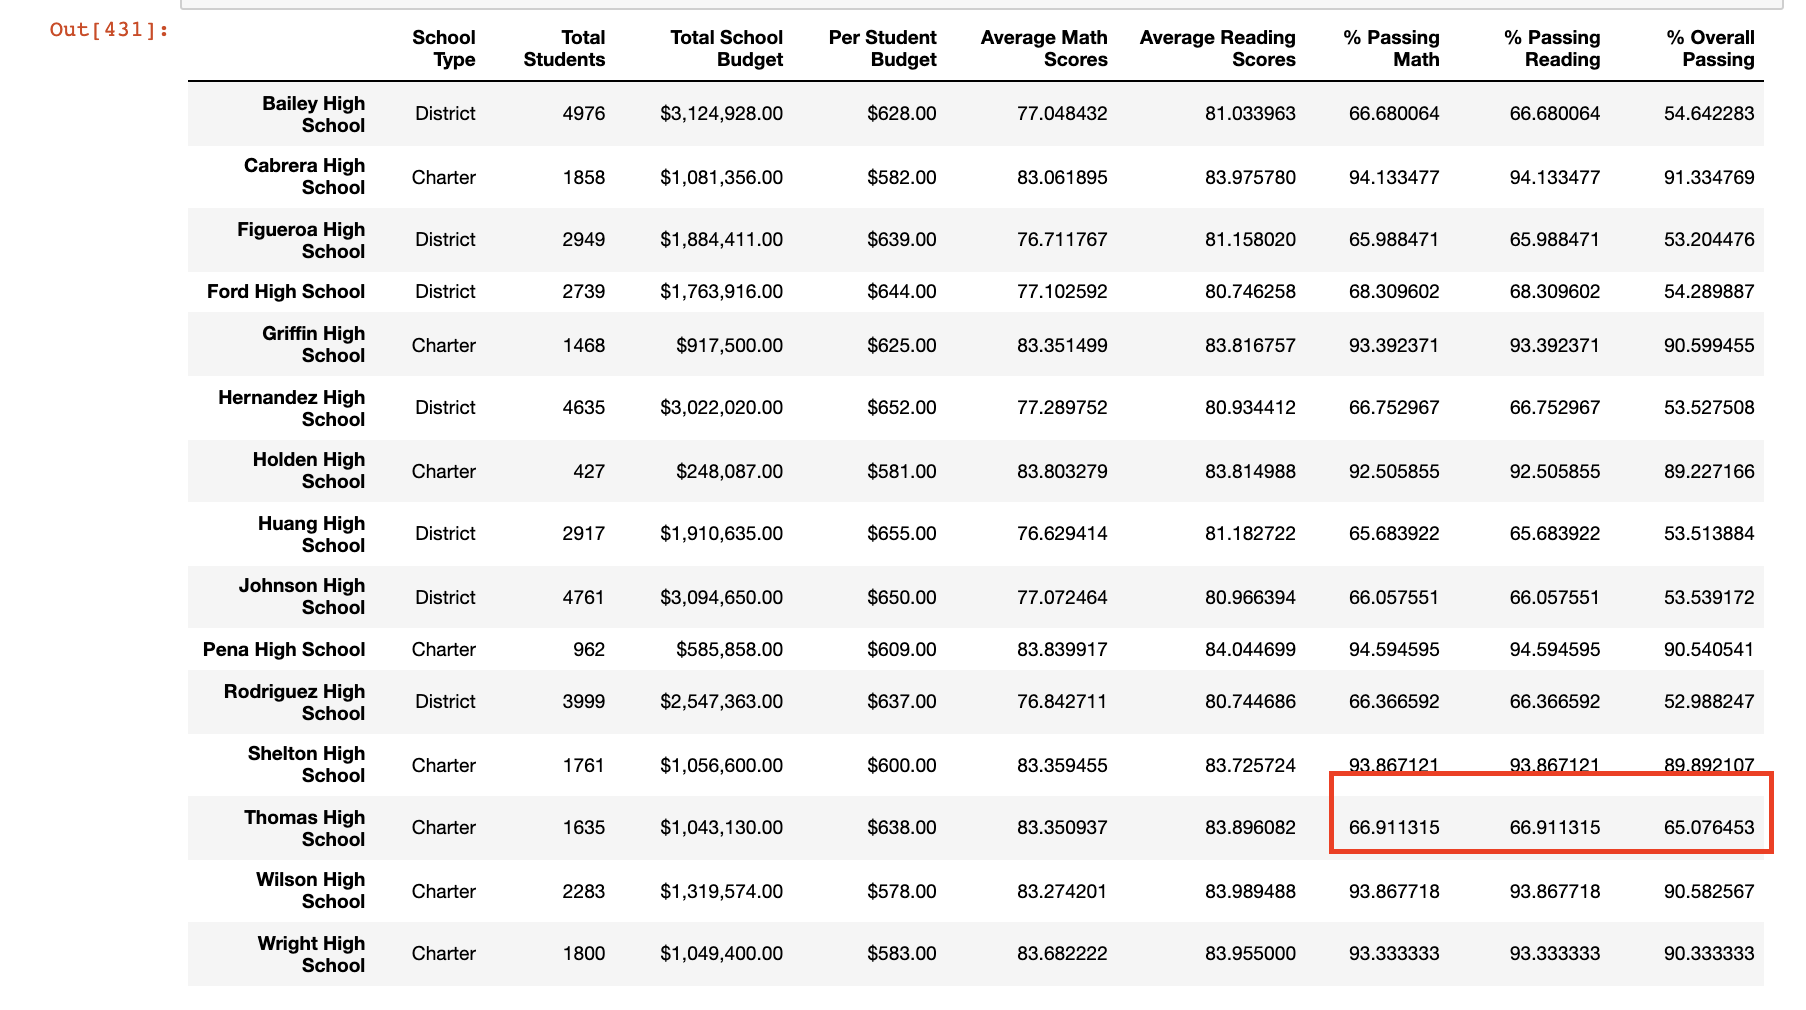 Out[431]:
School Type Total Students Total School Budget Per Student Budget Average Math Scores Average Reading Scores % Passing Math % Passing Reading % Overall Passing
Bailey High School District 4976 $3,124,928.00 $628.00 77.048432 81.033963 66.680064 66.680064 54.642283
Cabrera High School Charter 1858 $1,081,356.00 $582.00 83.061895 83.975780 94.133477 94.133477 91.334769
Figueroa High School District 2949 $1,884,411.00 $639.00 76.711767 81.158020 65.988471 65.988471 53.204476
Ford High School District 2739 $1,763,916.00 $644.00 77.102592 80.746258 68.309602 68.309602 54.289887
Griffin High School Charter 1468 $917,500.00 $625.00 83.351499 83.816757 93.392371 93.392371 90.599455
Hernandez High School District 4635 $3,022,020.00 $652.00 77.289752 80.934412 66.752967 66.752967 53.527508
Holden High School Charter 427 $248,087.00 $581.00 83.803279 83.814988 92.505855 92.505855 89.227166
Huang High School District 2917 $1,910,635.00 $655.00 76.629414 81.182722 65.683922 65.683922 53.513884
Johnson High School District 4761 $3,094,650.00 $650.00 77.072464 80.966394 66.057551 66.057551 53.539172
Pena High School Charter 962 $585,858.00 $609.00 83.839917 84.044699 94.594595 94.594595 90.540541
Rodriguez High School District 3999 $2,547,363.00 $637.00 76.842711 80.744686 66.366592 66.366592 52.988247
Shelton High School Charter 1761 $1,056,600.00 $600.00 83.359455 83.725724 93.867121 93.867121 89.892107
Thomas High School Charter 1635 $1,043,130.00 $638.00 83.350937 83.896082 66.911315 66.911315 65.076453
Wilson High School Charter 2283 $1,319,574.00 $578.00 83.274201 83.989488 93.867718 93.867718 90.582567
Wright High School Charter 1800 $1,049,400.00 $583.00 83.682222 83.955000 93.333333 93.333333 90.333333